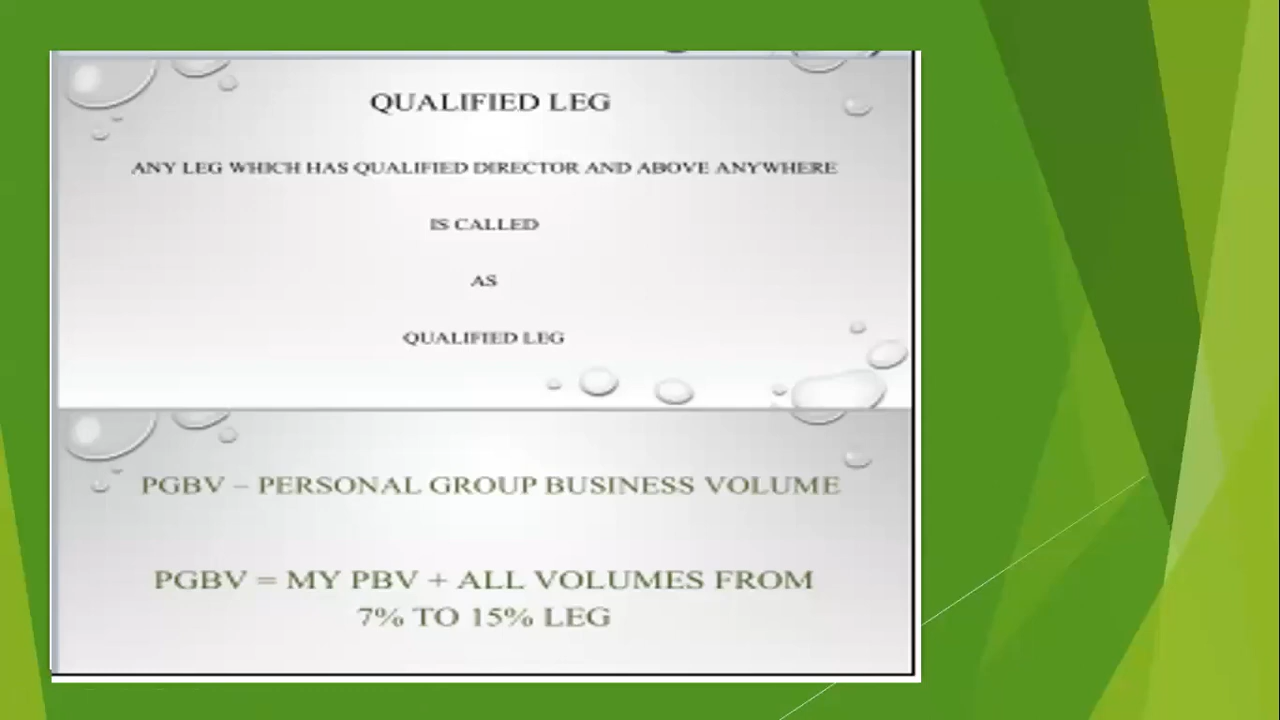 QUALIFIED LEG
ANY LEG WHICH HAS QUALIFIED DIRECTOR AND ABOVE ANYWHERE
IS CALLED
AS
QUALIFIED LEG
PGBV – PERSONAL GROUP BUSINESS VOLUME
PGBV = MY PBV + ALL VOLUMES FROM
7% TO 15% LEG